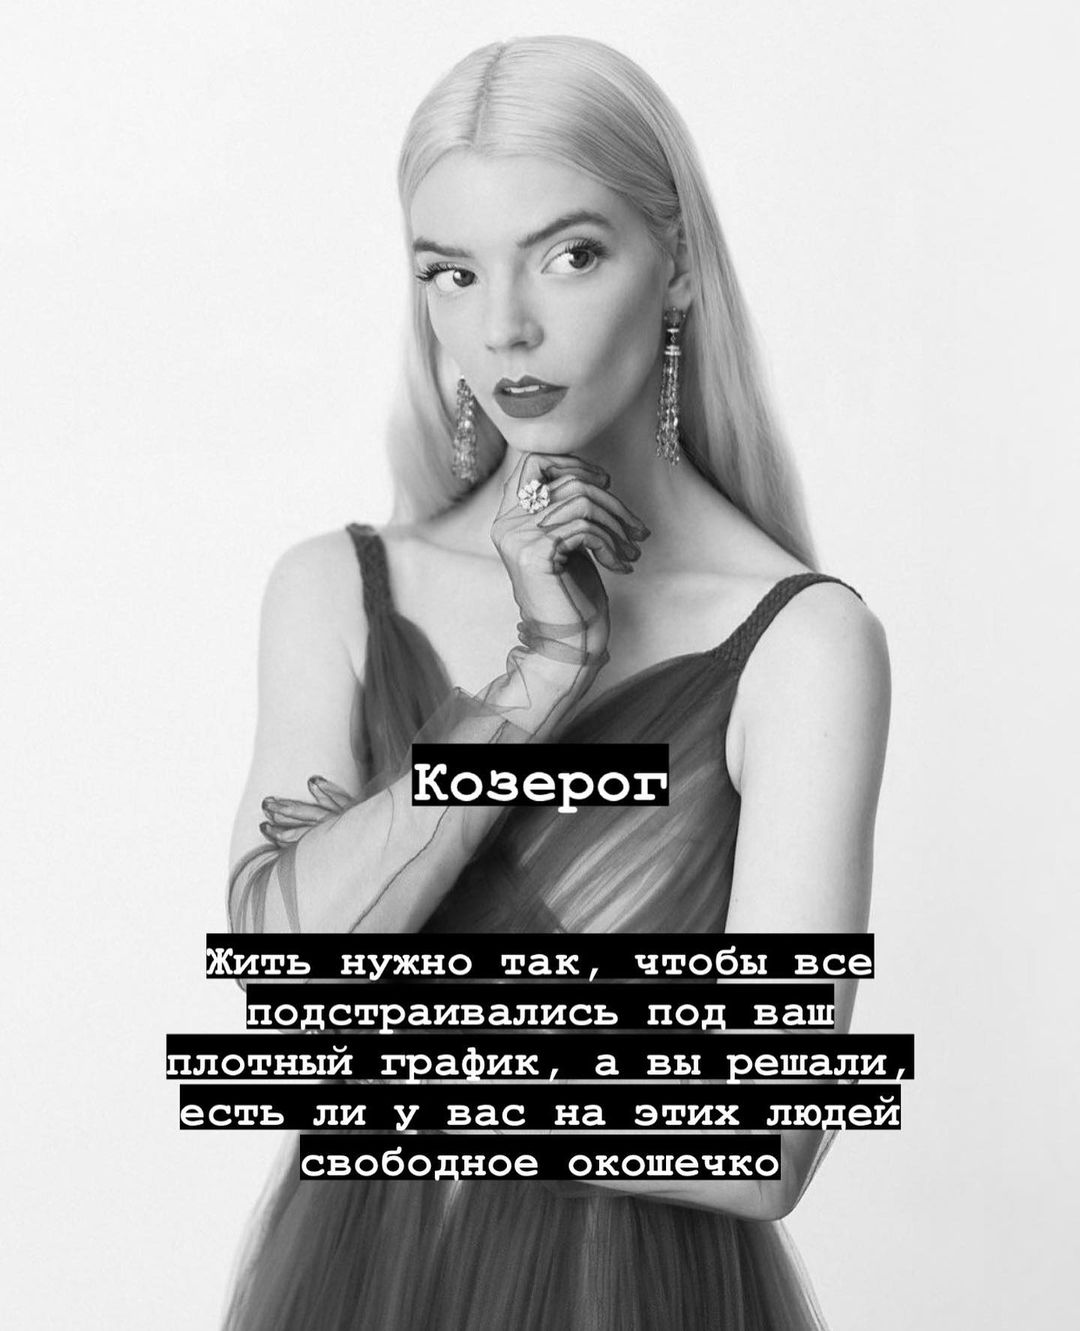 Козерог
Жить нужно так, чтобы все
подстраивались под ваш
плотный график, а вы решали,
есть ли у вас на этих людей
свободное окошечко